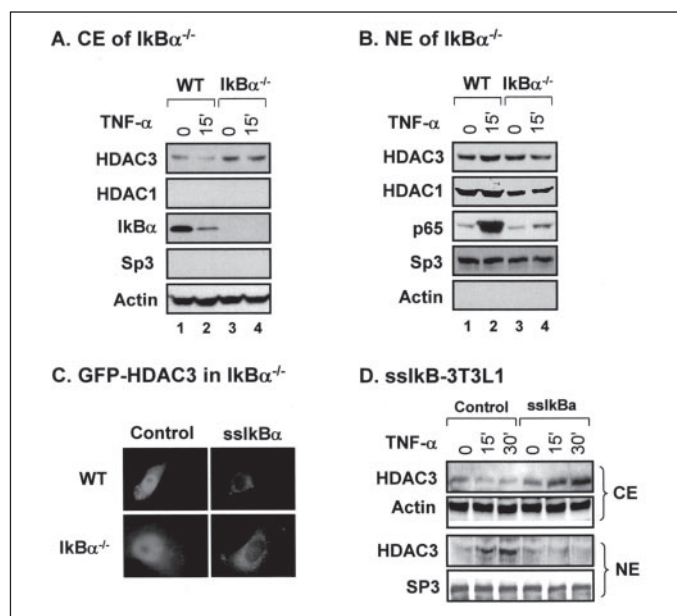 A. CE of IkBα-/-
WT IkBα-/-
TNF-α 0 15' 0 15'
HDAC3
HDAC1
IkBα
Sp3
Actin
1 2 3 4
B. NE of IkBα-/-
WT IkBα-/-
TNF-α 0 15' 0 15'
HDAC3
HDAC1
p65
Sp3
Actin
1 2 3 4
C. GFP-HDAC3 in IkBα-/-
Control ssIkBα
WT
IkBα-/-
D. ssIkB-3T3L1
Control ssIkBa
TNF-α 0 15' 30' 0 15' 30'
HDAC3
Actin
CE
HDAC3
SP3
NE